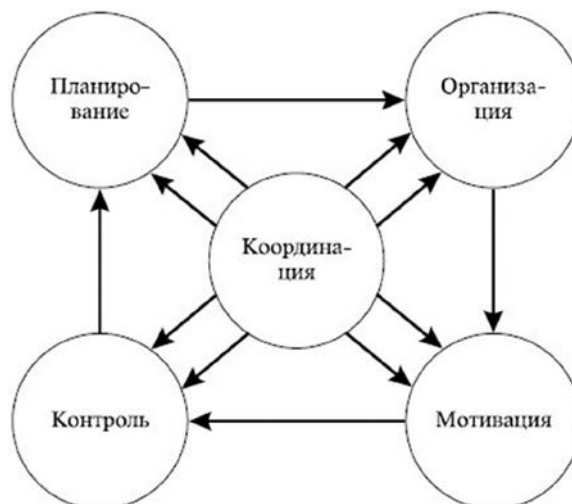 Планиро-
вание
Организа-
ция
Координа-
ция
Контроль
Мотивация